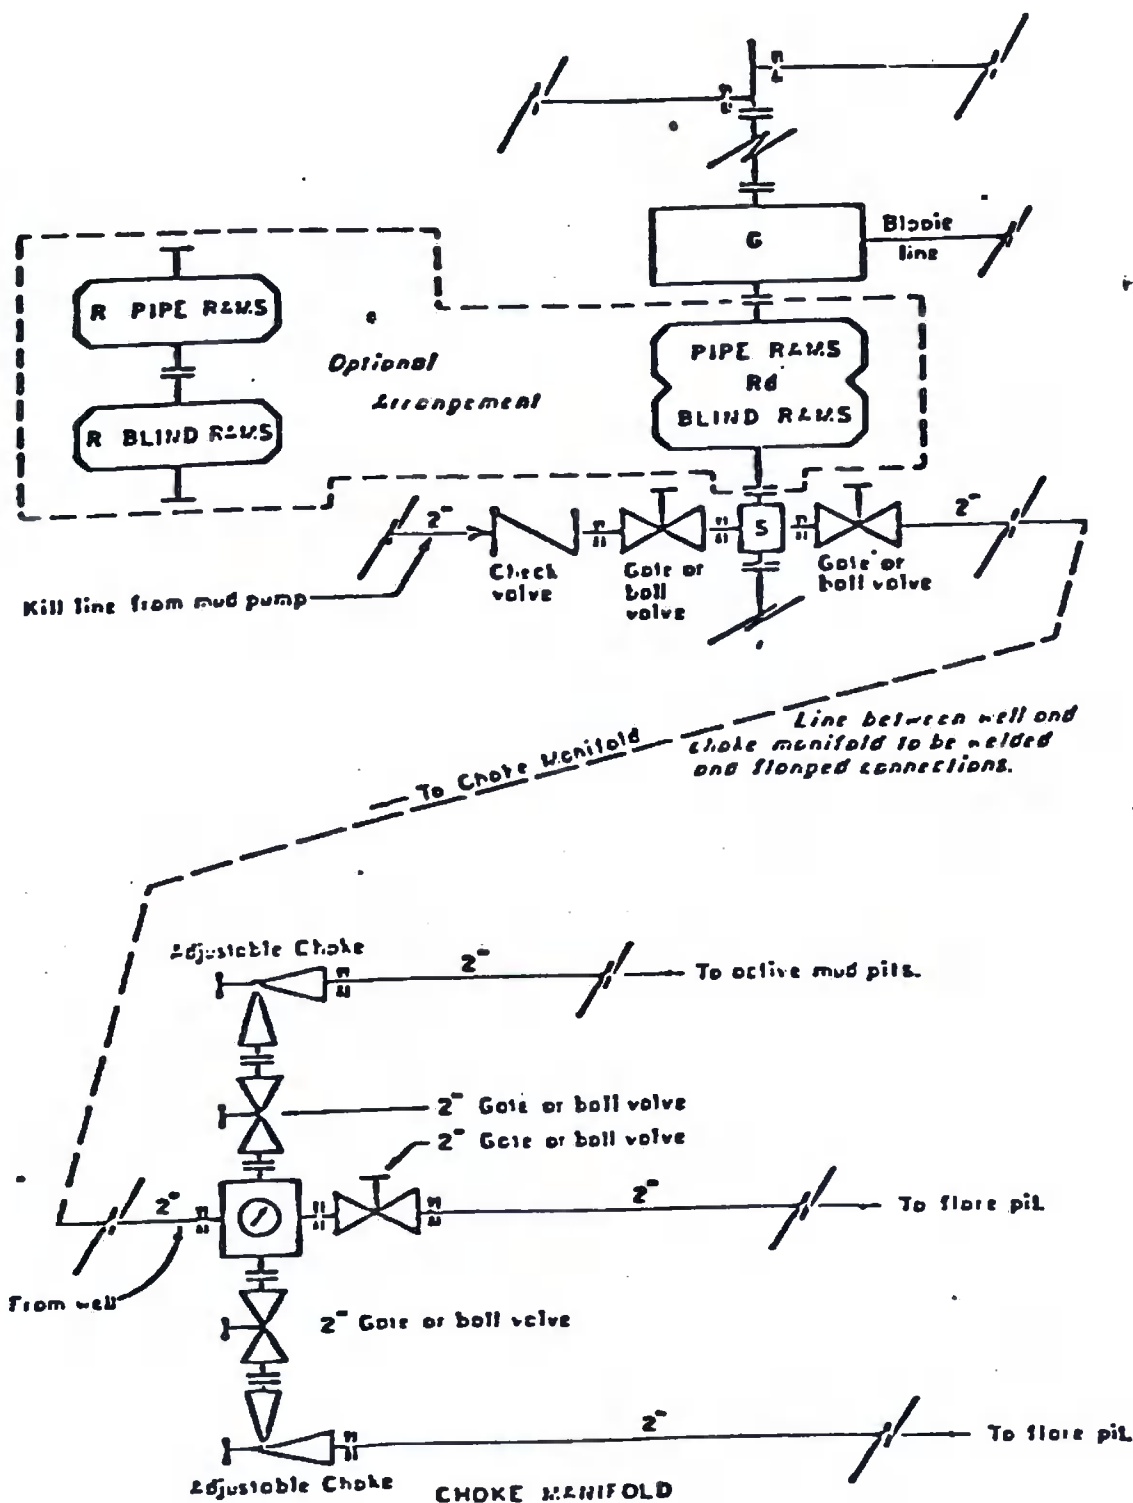 G
Blooie
line
R PIPE RAMS
Optional
Arrangement
R BLIND RAMS
PIPE RAMS
Rd
BLIND RAMS
2"
S
2"
Check
valve
Gate or
ball
valve
Gate or
ball valve
Kill line from mud pump
Line between well and
choke manifold to be welded
and flanged connections.
To Choke Manifold
Adjustable Choke
2"
To active mud pits.
2" Gate or ball valve
2" Gate or ball valve
2"
2"
To flare pit.
From well
2" Gate or ball valve
2"
To flare pit.
Adjustable Choke
CHOKE MANIFOLD